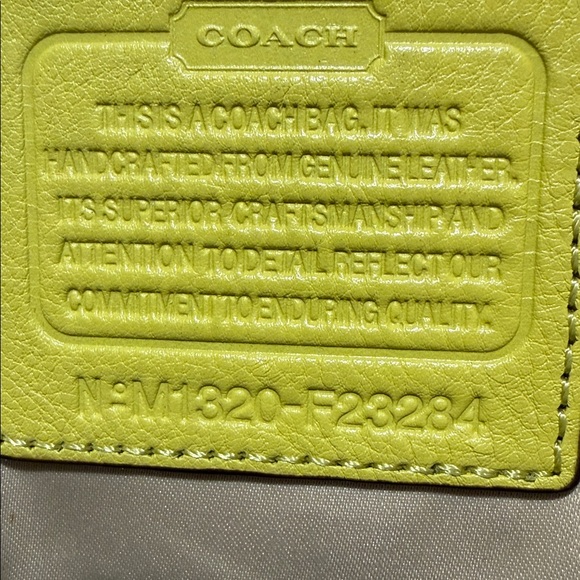 COACH
THIS IS A COACH BAG. IT WAS
HANDCRAFTED FROM GENUINE LEATHER.
ITS SUPERIOR CRAFTSMANSHIP AND
ATTENTION TO DETAIL REFLECT OUR
COMMITMENT TO ENDURING QUALITY.
Nº M1320-F23284